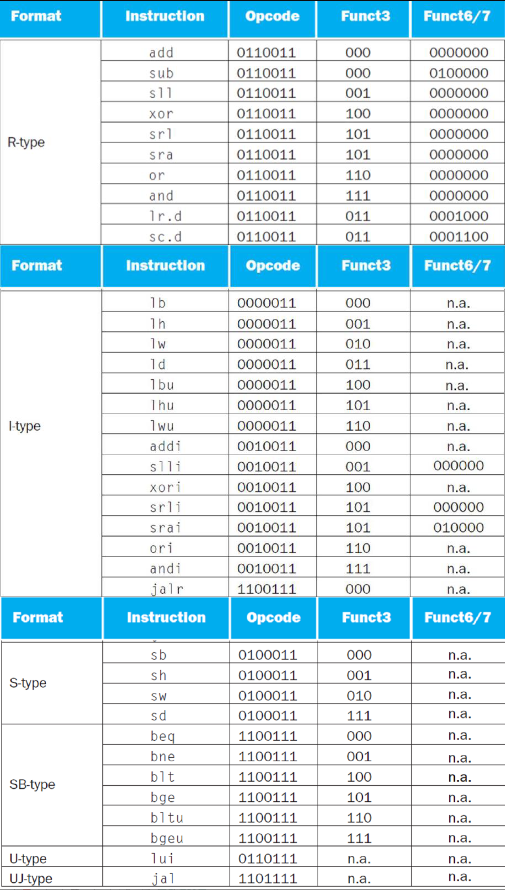 Format Instruction Opcode Funct3 Funct6/7
add 0110011 000 0000000
sub 0110011 000 0100000
sll 0110011 001 0000000
xor 0110011 100 0000000
R-type srl 0110011 101 0000000
sra 0110011 101 0000000
or 0110011 110 0000000
and 0110011 111 0000000
lr.d 0110011 011 0001000
sc.d 0110011 011 0001100
Format Instruction Opcode Funct3 Funct6/7
lb 0000011 000 n.a.
lh 0000011 001 n.a.
lw 0000011 010 n.a.
ld 0000011 011 n.a.
lbu 0000011 100 n.a.
lhu 0000011 101 n.a.
I-type lwu 0000011 110 n.a.
addi 0010011 000 n.a.
slli 0010011 001 000000
xori 0010011 100 n.a.
srli 0010011 101 000000
srai 0010011 101 010000
ori 0010011 110 n.a.
andi 0010011 111 n.a.
jalr 1100111 000 n.a.
Format Instruction Opcode Funct3 Funct6/7
sb 0100011 000 n.a.
S-type sh 0100011 001 n.a.
sw 0100011 010 n.a.
sd 0100011 111 n.a.
beq 1100111 000 n.a.
bne 1100111 001 n.a.
SB-type blt 1100111 100 n.a.
bge 1100111 101 n.a.
bltu 1100111 110 n.a.
bgeu 1100111 111 n.a.
U-type lui 0110111 n.a. n.a.
UJ-type jal 1101111 n.a. n.a.